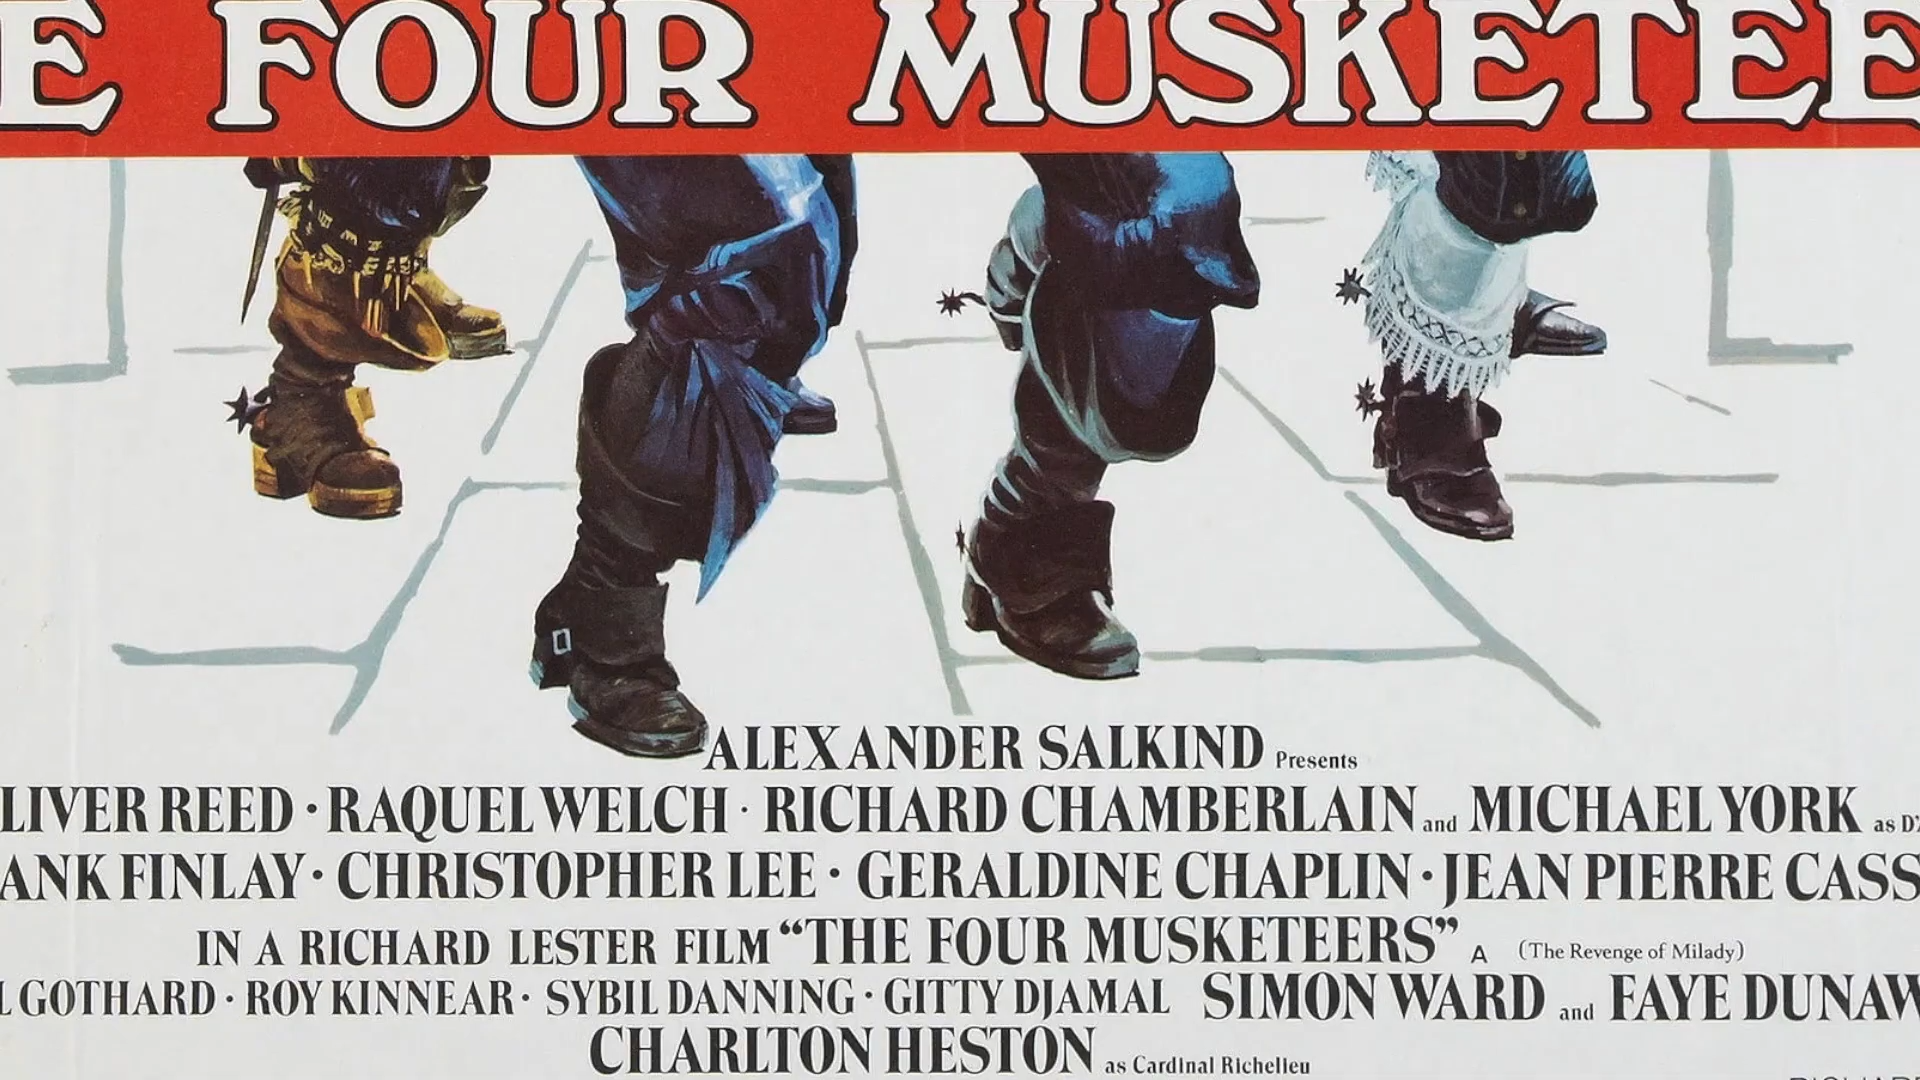 E FOUR MUSKETEE
ALEXANDER SALKIND Presents
LIVER REED · RAQUEL WELCH · RICHARD CHAMBERLAIN and MICHAEL YORK as D'
ANK FINLAY · CHRISTOPHER LEE · GERALDINE CHAPLIN · JEAN PIERRE CASS
IN A RICHARD LESTER FILM "THE FOUR MUSKETEERS" A (The Revenge of Milady)
L GOTHARD · ROY KINNEAR · SYBIL DANNING · GITTY DJAMAL SIMON WARD and FAYE DUNAW
CHARLTON HESTON as Cardinal Richelieu